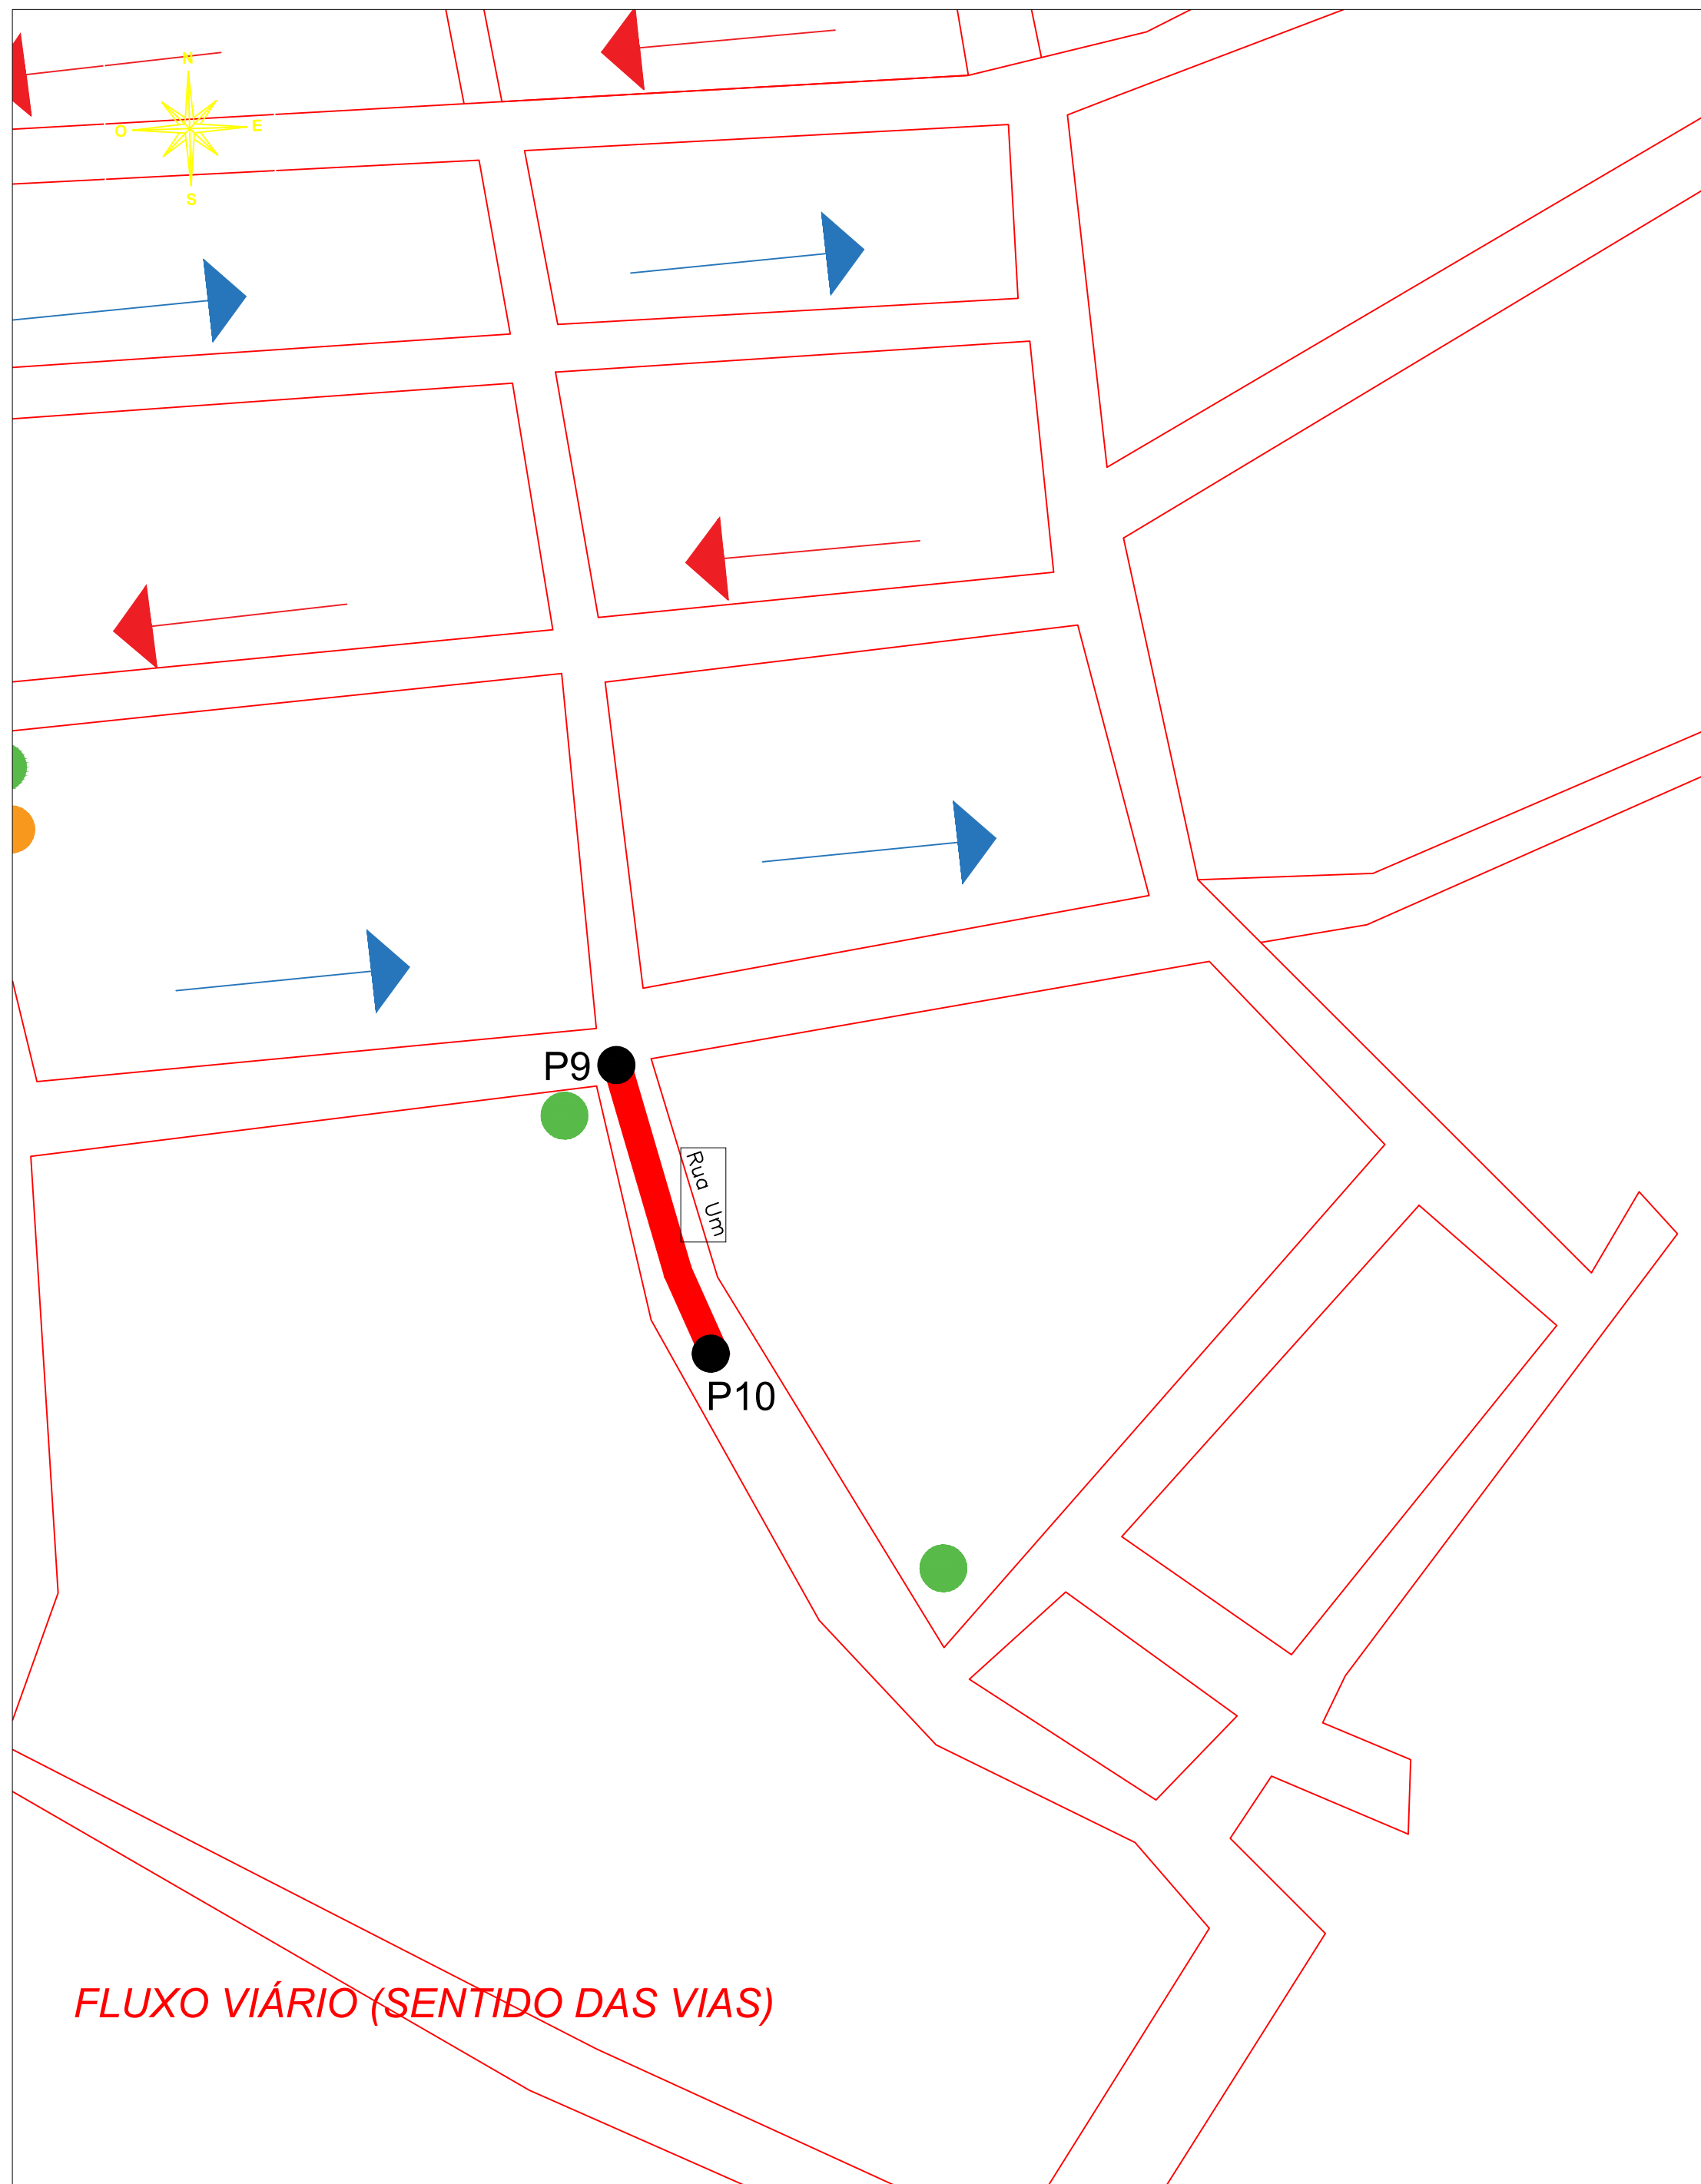 N
O
E
S
P9
Rua Um
P10
FLUXO VIÁRIO (SENTIDO DAS VIAS)